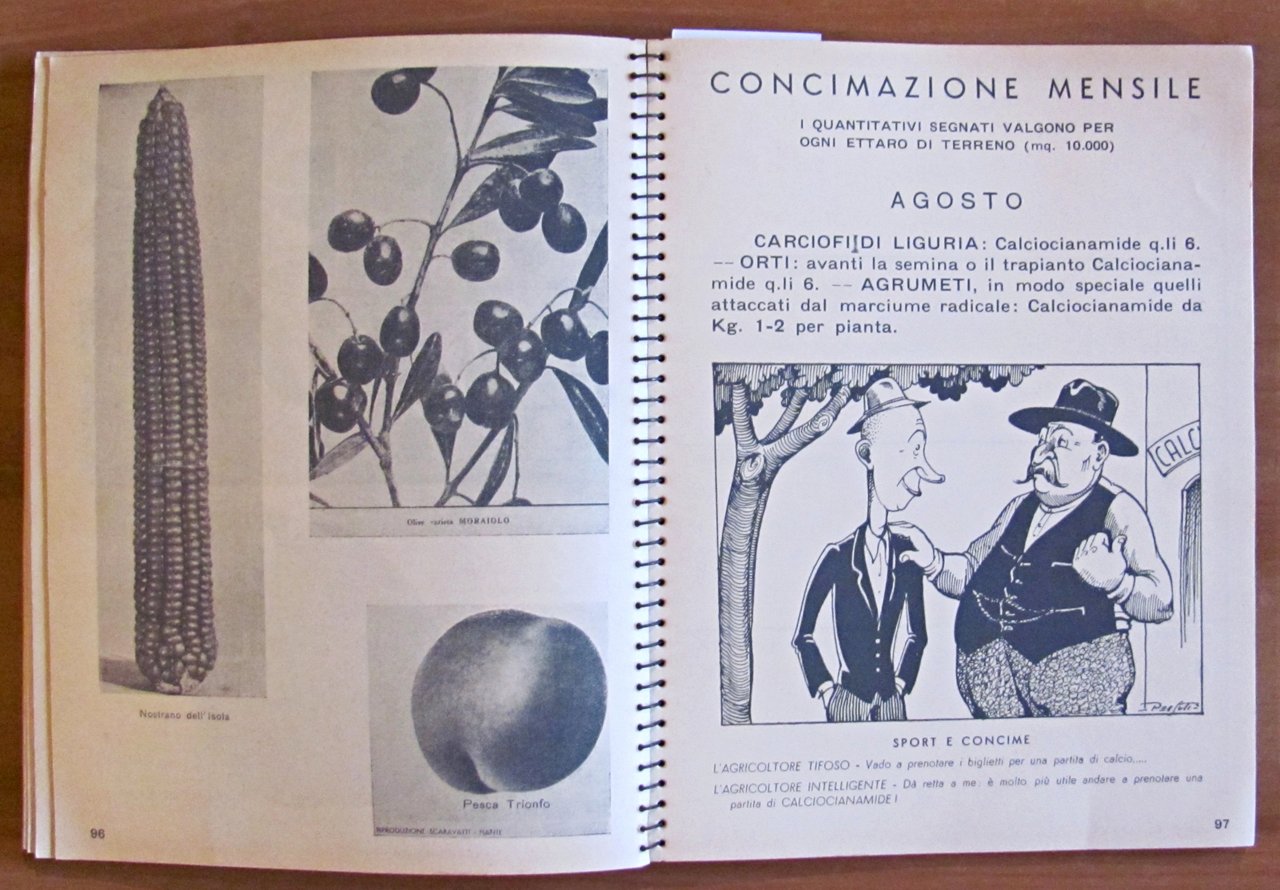 Nostrano dell'Isola
Olive varietà MORAIOLO
Pesca Trionfo
RIPRODUZIONE SCARAVATTI - PIANTE
96
CONCIMAZIONE MENSILE
I QUANTITATIVI SEGNATI VALGONO PER
OGNI ETTARO DI TERRENO (mq. 10.000)
AGOSTO
CARCIOFI DI LIGURIA: Calciocianamide q.li 6.
— ORTI: avanti la semina o il trapianto Calciociana-
mide q.li 6. — AGRUMETI, in modo speciale quelli
attaccati dal marciume radicale: Calciocianamide da
Kg. 1-2 per pianta.
CALC
SPORT E CONCIME
L'AGRICOLTORE TIFOSO - Vado a prenotare i biglietti per una partita di calcio.....
L'AGRICOLTORE INTELLIGENTE - Dà retta a me: è molto più utile andare a prenotare una
partita di CALCIOCIANAMIDE!
97